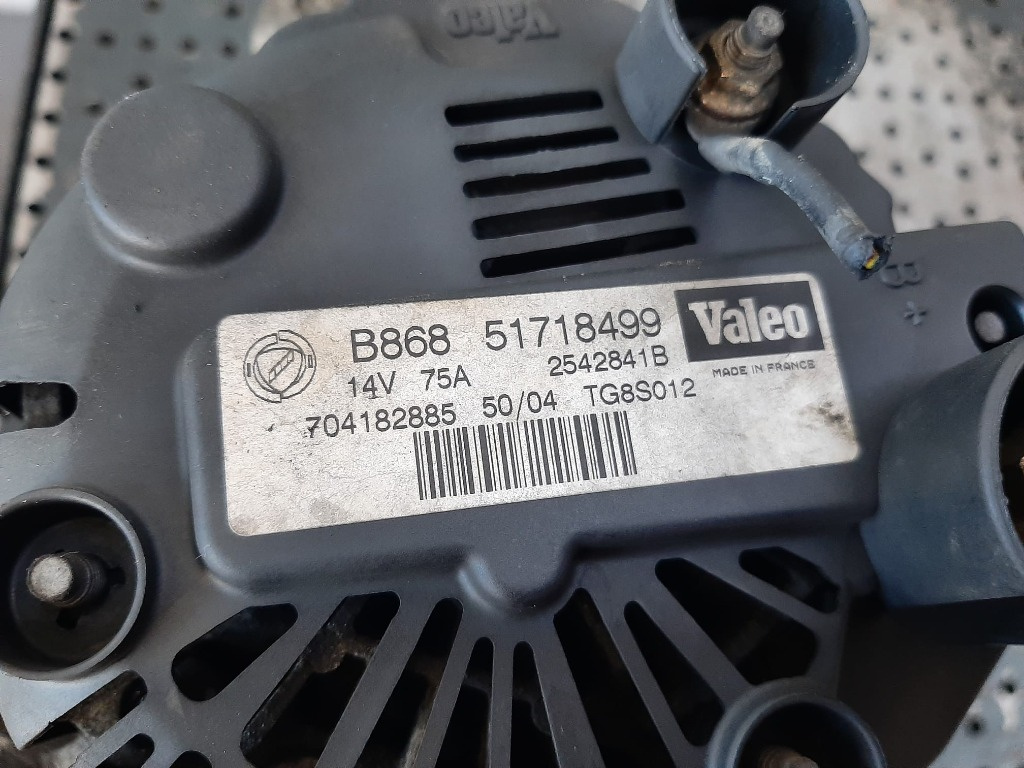 Valeo
B868 51718499 Valeo
14V 75A 2542841B MADE IN FRANCE
704182885 50/04 TG8S012
B
+